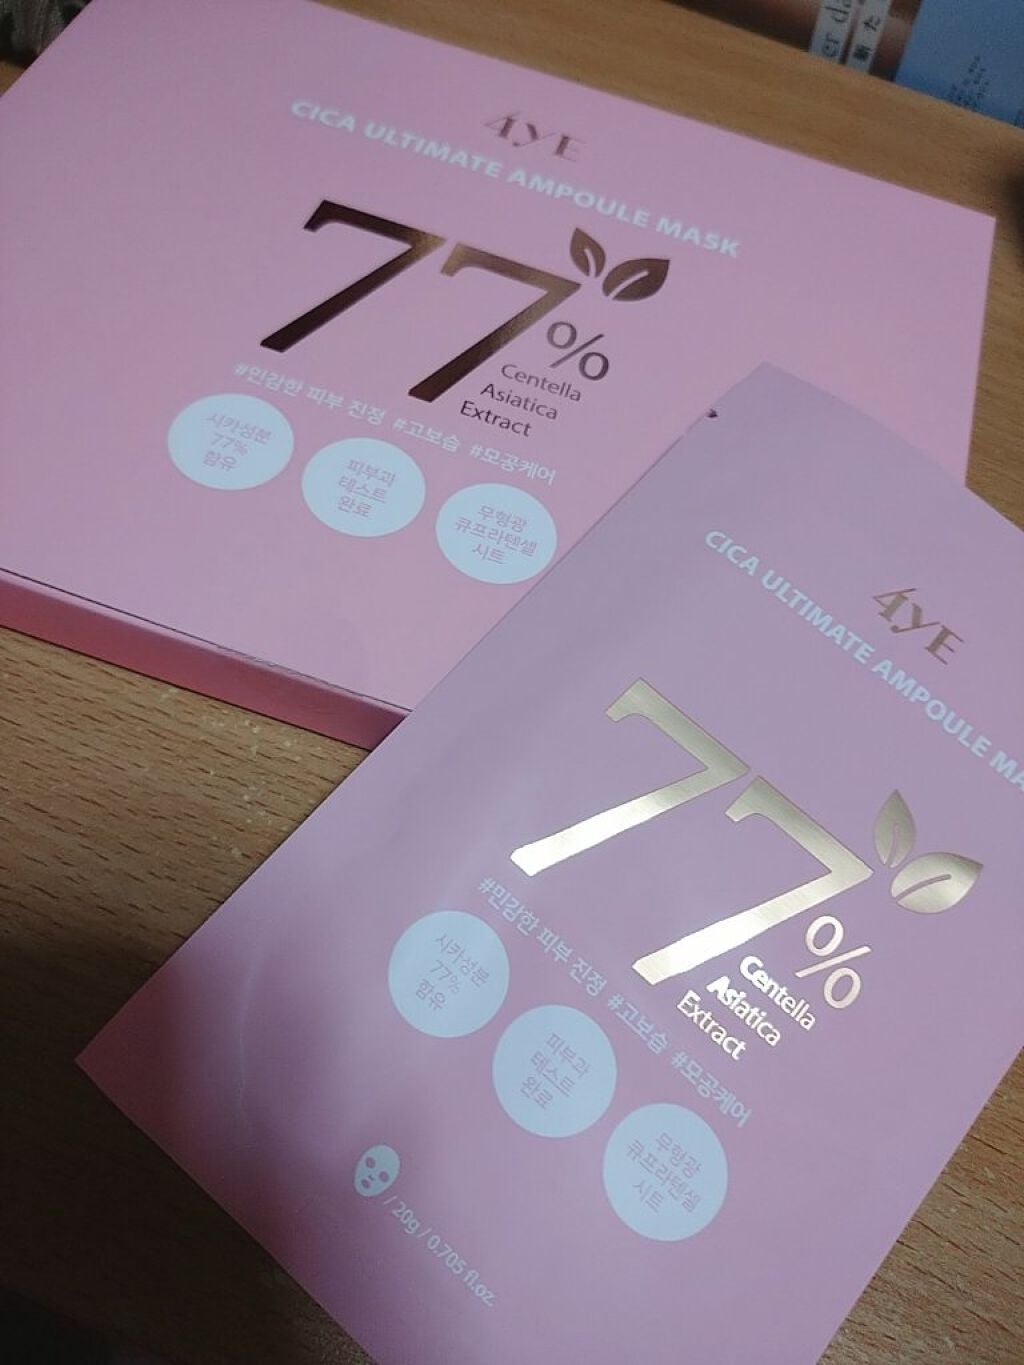 4yE
CICA ULTIMATE AMPOULE MASK
77%
Centella
Asiatica
Extract
#민감한 피부 진정 #고보습 #모공케어
시카성분
77%
함유
피부과
테스트
완료
무형광
큐프라텐셀
시트
4yE
CICA ULTIMATE AMPOULE MA
77%
Centella
Asiatica
Extract
#민감한 피부 진정 #고보습 #모공케어
시카성분
77%
함유
피부과
테스트
완료
무형광
큐프라텐셀
시트
/ 20g / 0.705 fl.oz.
er da
新た